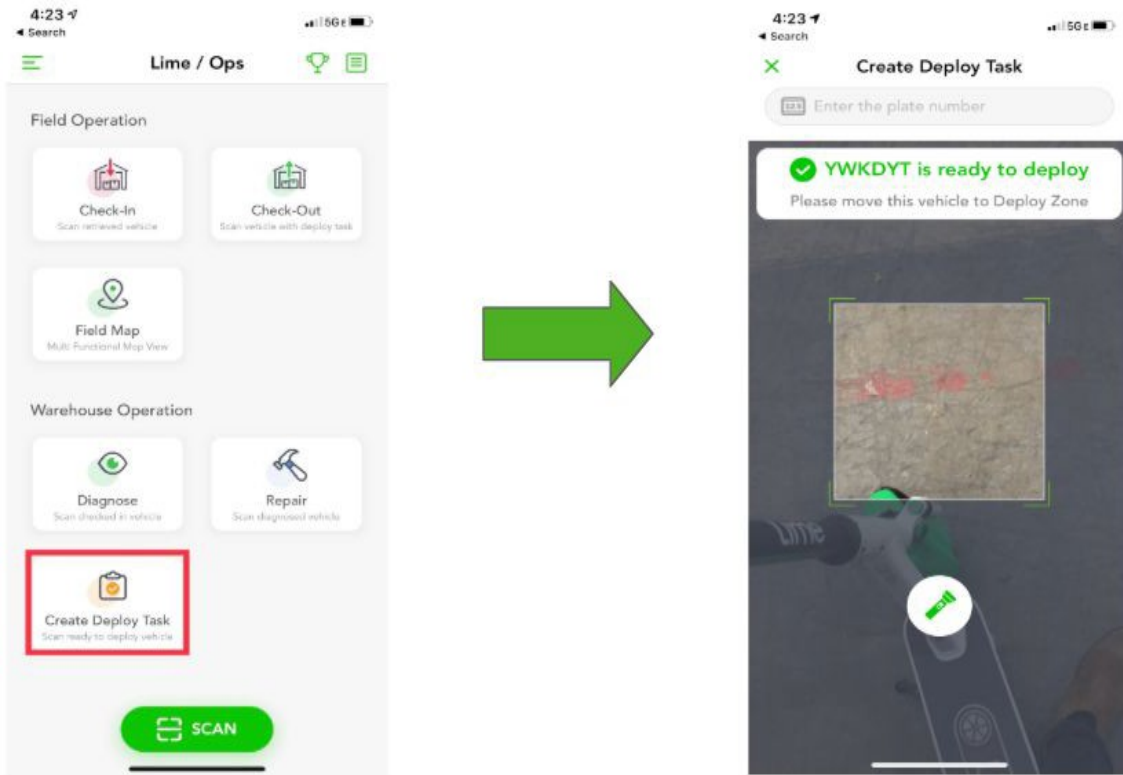 4:23
Search
5GE
Lime / Ops
Field Operation
Check-In
Scan retrieved vehicle
Check-Out
Scan vehicle with deploy task
Field Map
Multi Functional Map View
Warehouse Operation
Diagnose
Scan checked in vehicle
Repair
Scan diagnosed vehicle
Create Deploy Task
Scan ready to deploy vehicle
SCAN
4:23
Search
5GE
Create Deploy Task
Enter the plate number
YWKDYT is ready to deploy
Please move this vehicle to Deploy Zone
Lime